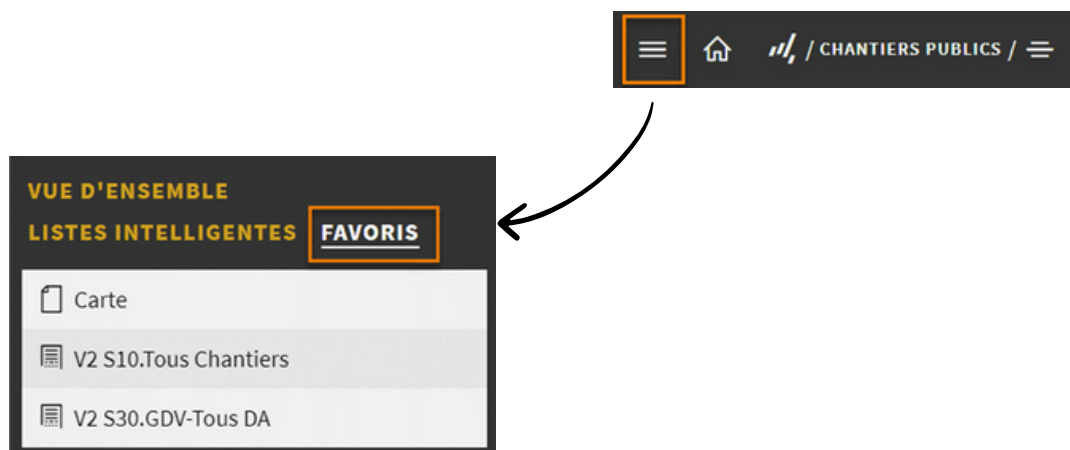 / CHANTIERS PUBLICS /
VUE D'ENSEMBLE
LISTES INTELLIGENTES FAVORIS
Carte
V2 S10.Tous Chantiers
V2 S30.GDV-Tous DA